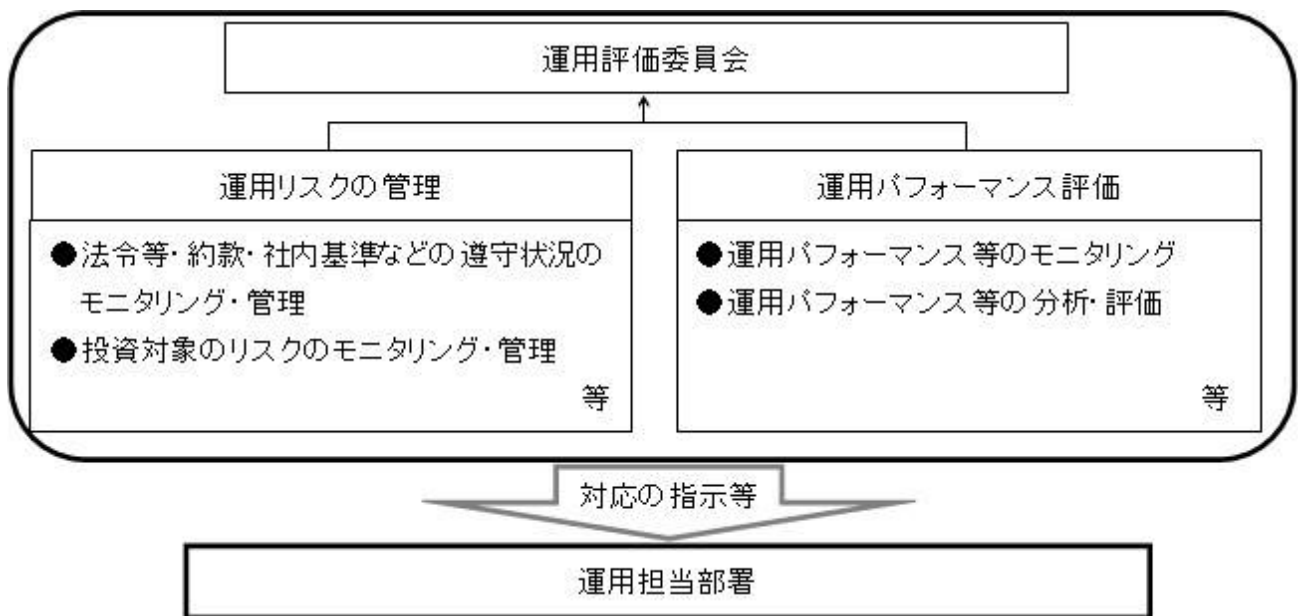 運用評価委員会
運用リスクの管理
●法令等・約款・社内基準などの遵守状況の
モニタリング・管理
●投資対象のリスクのモニタリング・管理
等
運用パフォーマンス評価
●運用パフォーマンス等のモニタリング
●運用パフォーマンス等の分析・評価
等
対応の指示等
運用担当部署